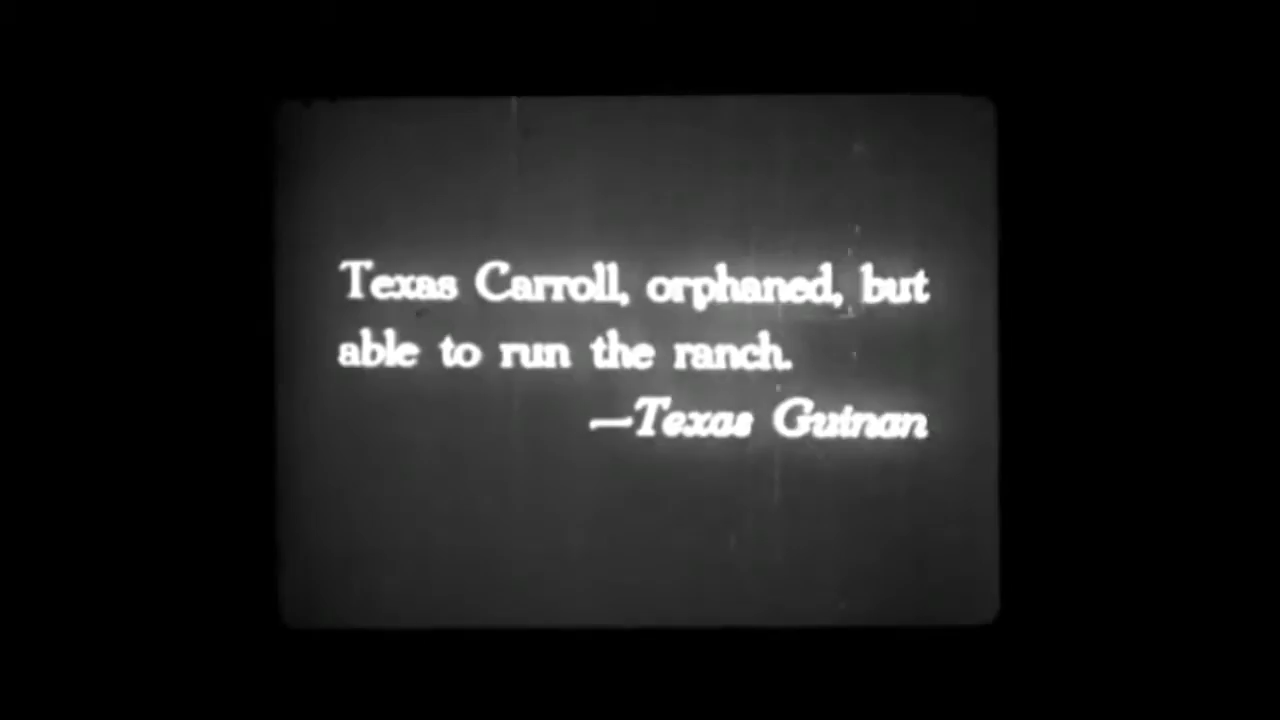 Texas Carroll, orphaned, but
able to run the ranch.
—Texas Guinan